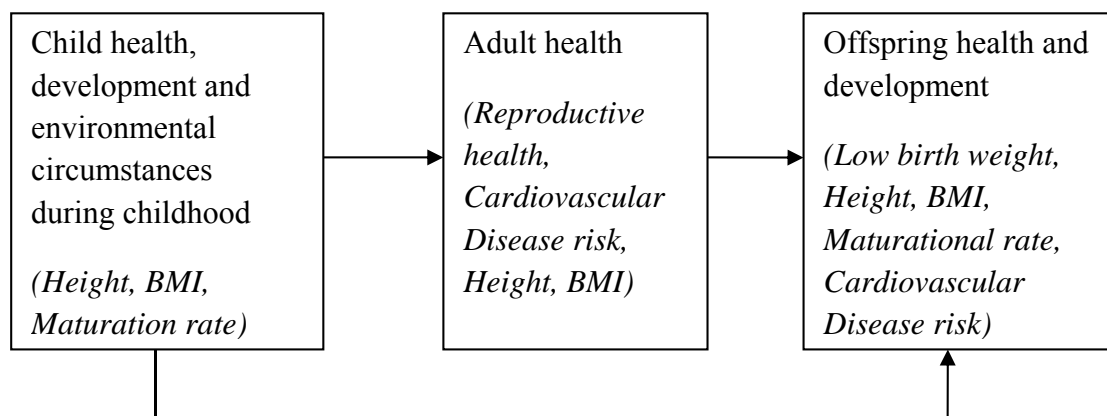 Child health,
development and
environmental
circumstances
during childhood
(Height, BMI,
Maturation rate)
Adult health
(Reproductive
health,
Cardiovascular
Disease risk,
Height, BMI)
Offspring health and
development
(Low birth weight,
Height, BMI,
Maturational rate,
Cardiovascular
Disease risk)